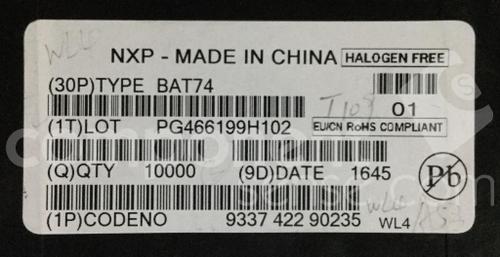 WL4
NXP - MADE IN CHINA HALOGEN FREE
(30P)TYPE BAT74
01
(1T)LOT PG466199H102
EU/CN RoHS COMPLIANT
(Q)QTY 10000 (9D)DATE 1645
Pb
(1P)CODENO 9337 422 90235
WL4